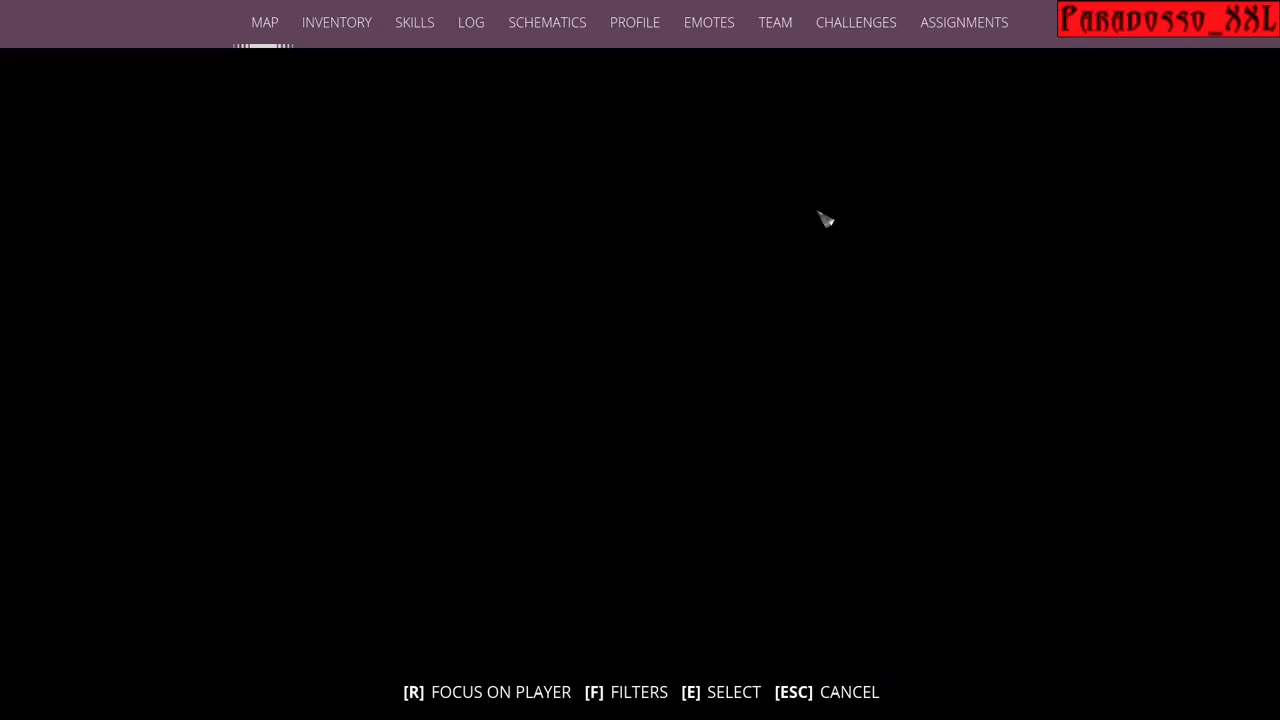 MAP INVENTORY SKILLS LOG SCHEMATICS PROFILE EMOTES TEAM CHALLENGES ASSIGNMENTS
Paradosso_XXL
[R] FOCUS ON PLAYER [F] FILTERS [E] SELECT [ESC] CANCEL